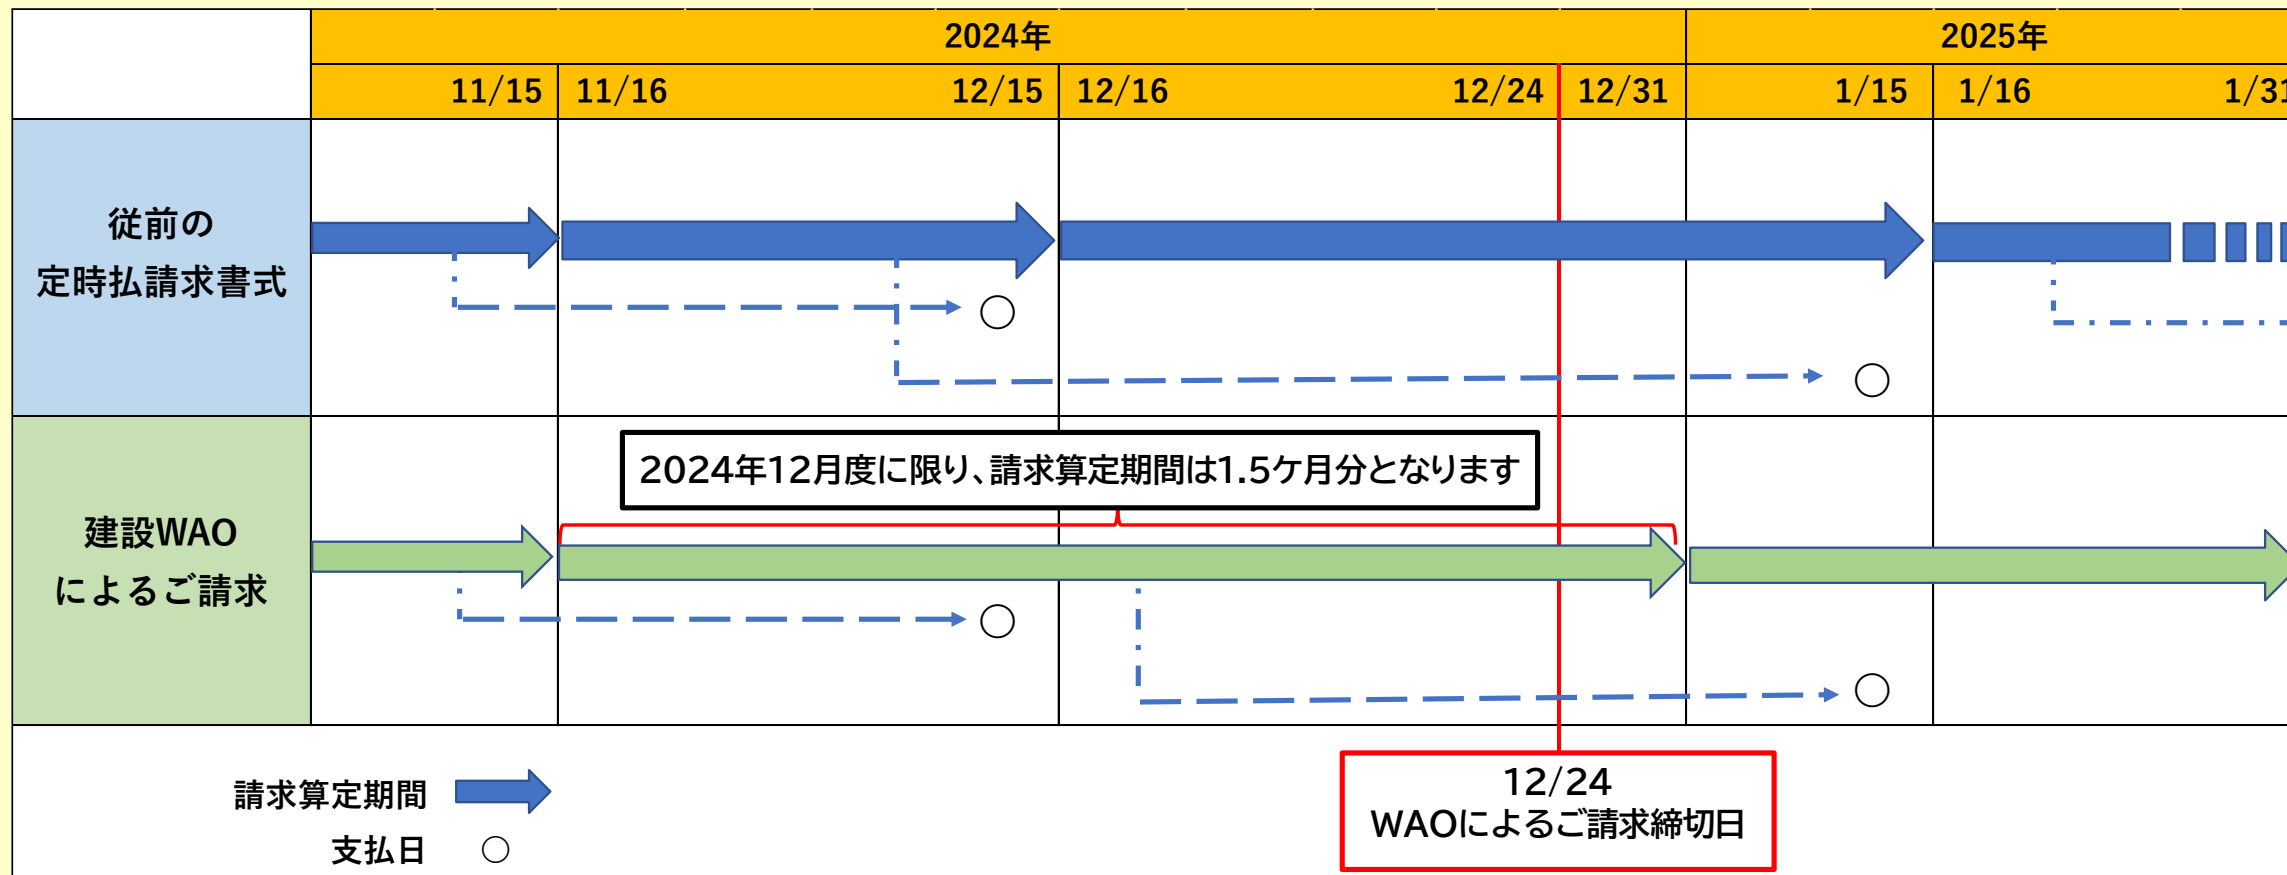 2024年
2025年
11/15
11/16
12/15
12/16
12/24
12/31
1/15
1/16
1/31
従前の
定時払請求書式
2024年12月度に限り、請求算定期間は1.5ケ月分となります
建設WAO
によるご請求
請求算定期間
支払日
12/24
WAOによるご請求締切日